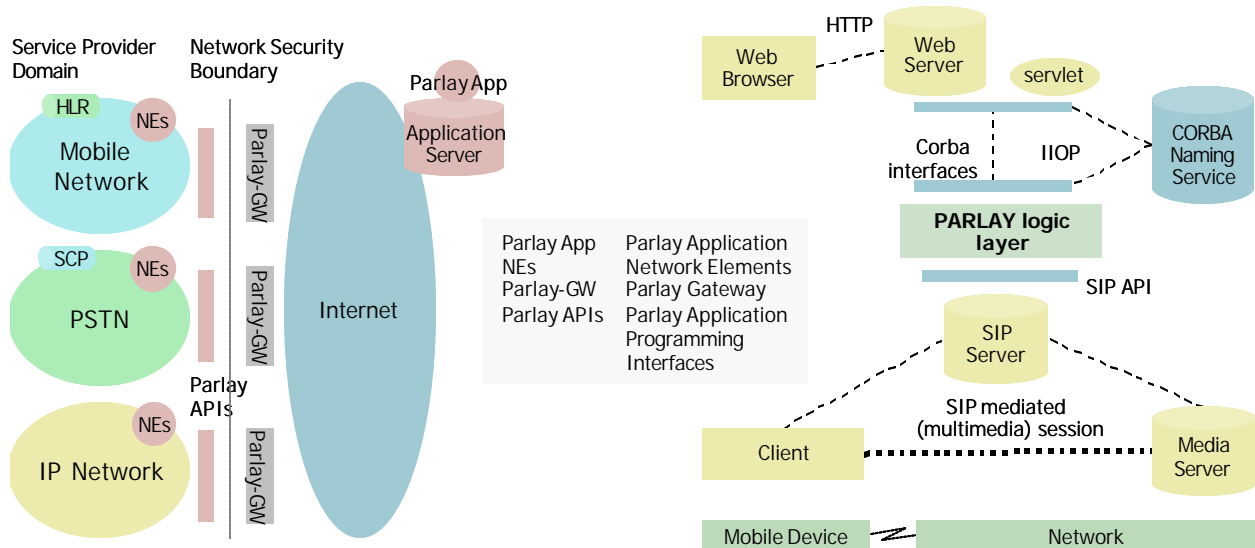 Service Provider
Domain
Network Security
Boundary
HLR
NEs
Mobile
Network
Parlay-GW
SCP
NEs
PSTN
Parlay-GW
Parlay
APIs
NEs
IP Network
Parlay-GW
Internet
Parlay App
Application
Server
Parlay App Parlay Application
NEs Network Elements
Parlay-GW Parlay Gateway
Parlay APIs Parlay Application
Programming
Interfaces
HTTP
Web
Browser
Web
Server
servlet
Corba
interfaces
IIOP
CORBA
Naming
Service
PARLAY logic
layer
SIP API
SIP
Server
SIP mediated
(multimedia) session
Client
Media
Server
Mobile Device
Network